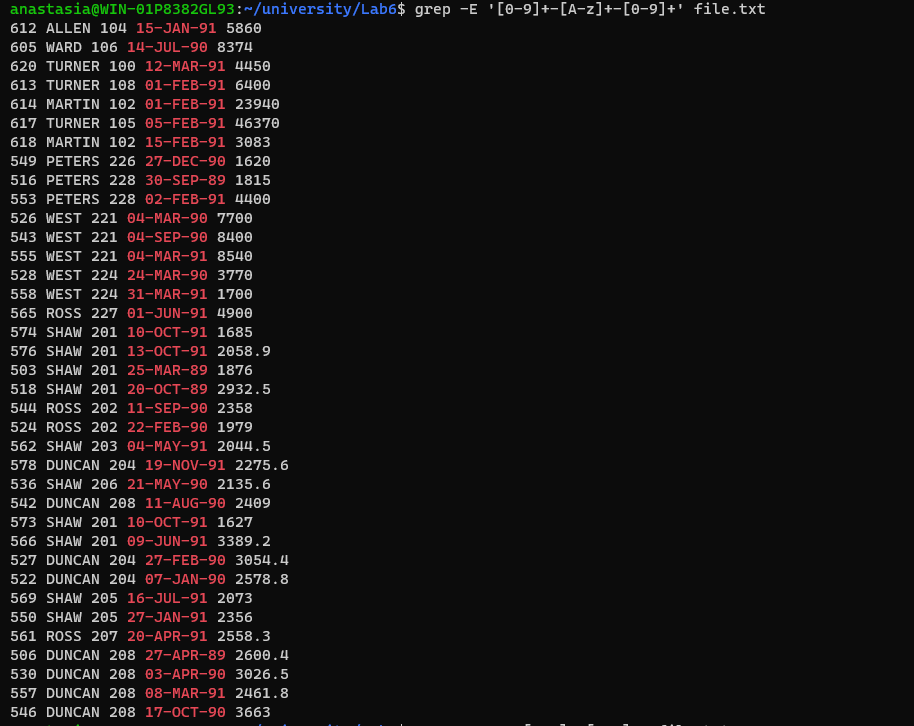 anastasia@WIN-01P8382GL93:~/university/Lab6$ grep -E '[0-9]+-[A-z]+-[0-9]+' file.txt
612 ALLEN 104 15-JAN-91 5860
605 WARD 106 14-JUL-90 8374
620 TURNER 100 12-MAR-91 4450
613 TURNER 108 01-FEB-91 6400
614 MARTIN 102 01-FEB-91 23940
617 TURNER 105 05-FEB-91 46370
618 MARTIN 102 15-FEB-91 3083
549 PETERS 226 27-DEC-90 1620
516 PETERS 228 30-SEP-89 1815
553 PETERS 228 02-FEB-91 4400
526 WEST 221 04-MAR-90 7700
543 WEST 221 04-SEP-90 8400
555 WEST 221 04-MAR-91 8540
528 WEST 224 24-MAR-90 3770
558 WEST 224 31-MAR-91 1700
565 ROSS 227 01-JUN-91 4900
574 SHAW 201 10-OCT-91 1685
576 SHAW 201 13-OCT-91 2058.9
503 SHAW 201 25-MAR-89 1876
518 SHAW 201 20-OCT-89 2932.5
544 ROSS 202 11-SEP-90 2358
524 ROSS 202 22-FEB-90 1979
562 SHAW 203 04-MAY-91 2044.5
578 DUNCAN 204 19-NOV-91 2275.6
536 SHAW 206 21-MAY-90 2135.6
542 DUNCAN 208 11-AUG-90 2409
573 SHAW 201 10-OCT-91 1627
566 SHAW 201 09-JUN-91 3389.2
527 DUNCAN 204 27-FEB-90 3054.4
522 DUNCAN 204 07-JAN-90 2578.8
569 SHAW 205 16-JUL-91 2073
550 SHAW 205 27-JAN-91 2356
561 ROSS 207 20-APR-91 2558.3
506 DUNCAN 208 27-APR-89 2600.4
530 DUNCAN 208 03-APR-90 3026.5
557 DUNCAN 208 08-MAR-91 2461.8
546 DUNCAN 208 17-OCT-90 3663